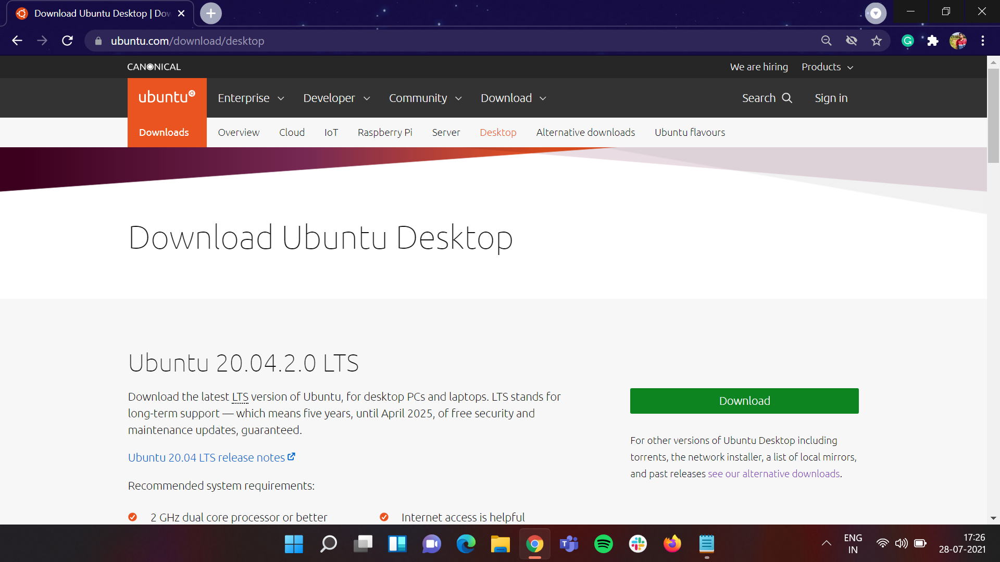 Download Ubuntu Desktop | Dow
ubuntu.com/download/desktop
CANONICAL
We are hiring
Products
ubuntu
Enterprise
Developer
Community
Download
Search
Sign in
Downloads
Overview
Cloud
IoT
Raspberry Pi
Server
Desktop
Alternative downloads
Ubuntu flavours
Download Ubuntu Desktop
Ubuntu 20.04.2.0 LTS
Download the latest LTS version of Ubuntu, for desktop PCs and laptops. LTS stands for
long-term support — which means five years, until April 2025, of free security and
maintenance updates, guaranteed.
Ubuntu 20.04 LTS release notes
Recommended system requirements:
2 GHz dual core processor or better
Internet access is helpful
Download
For other versions of Ubuntu Desktop including
torrents, the network installer, a list of local mirrors,
and past releases see our alternative downloads.
ENG
IN
17:26
28-07-2021